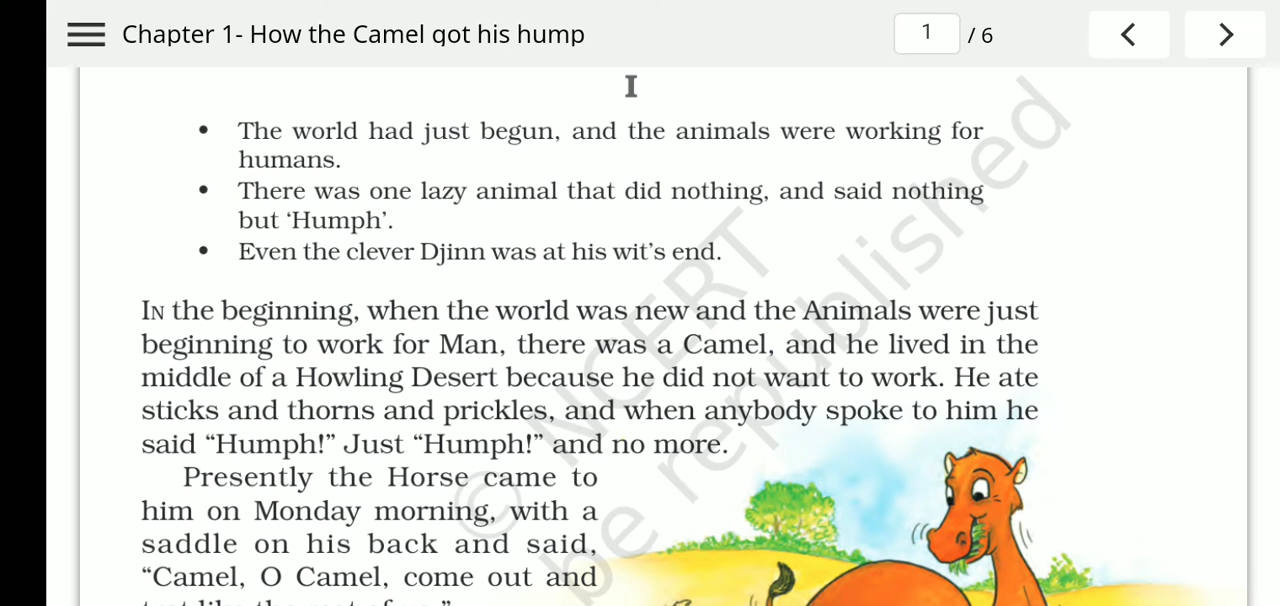 Chapter 1- How the Camel got his hump
1 / 6
I
• The world had just begun, and the animals were working for
humans.
• There was one lazy animal that did nothing, and said nothing
but ‘Humph’.
• Even the clever Djinn was at his wit’s end.
IN the beginning, when the world was new and the Animals were just
beginning to work for Man, there was a Camel, and he lived in the
middle of a Howling Desert because he did not want to work. He ate
sticks and thorns and prickles, and when anybody spoke to him he
said “Humph!” Just “Humph!” and no more.
Presently the Horse came to
him on Monday morning, with a
saddle on his back and said,
“Camel, O Camel, come out and
© NCERT
be republished